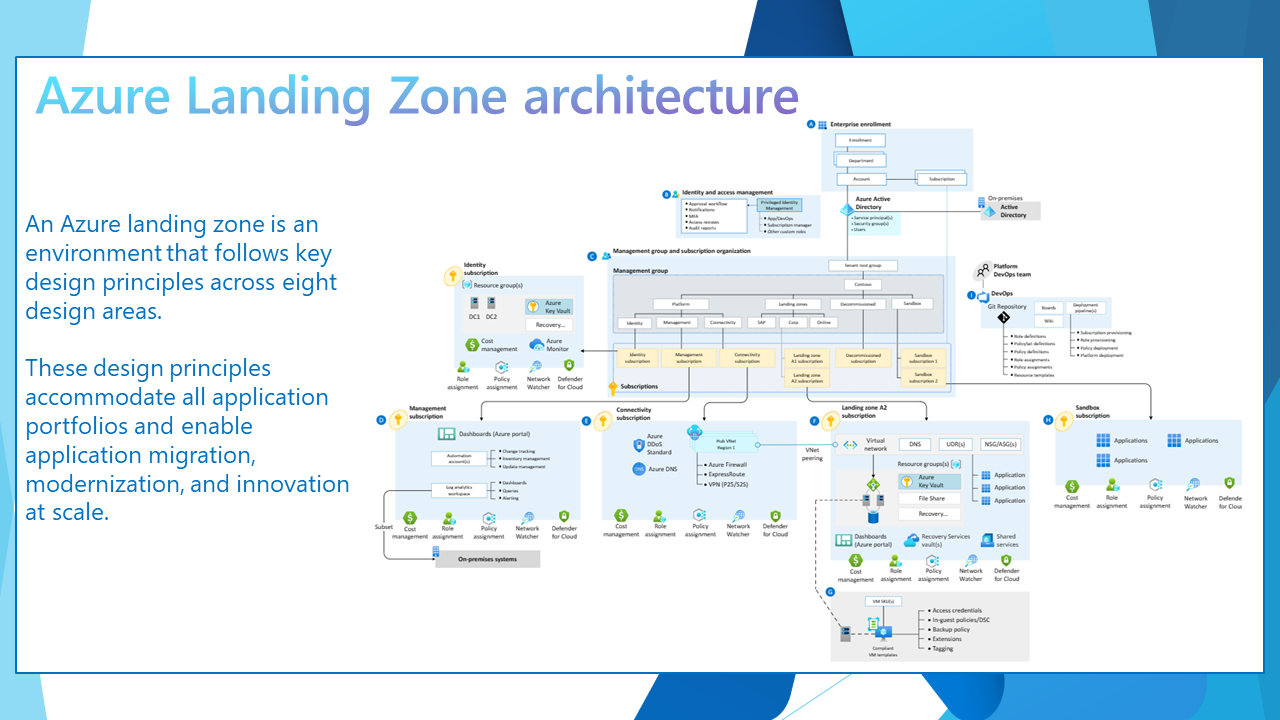 Azure Landing Zone architecture
An Azure landing zone is an
environment that follows key
design principles across eight
design areas.
These design principles
accommodate all application
portfolios and enable
application migration,
modernization, and innovation
at scale.
A
Enterprise enrollment
Enrollment
Department
Account
Subscription
B
Identity and access management
• Approval workflow
• Notifications
• MFA
• Access reviews
• Audit reports
Privileged Identity
Management
• App/DevOps
• Subscription manager
• Other custom roles
Azure Active
Directory
• Service principal(s)
• Security group(s)
• Users
On-premises
Active
Directory
C
Management group and subscription organization
Management group
Tenant root group
Contoso
Platform
Landing zones
Decommissioned
Sandbox
Identity
Management
Connectivity
SAP
Corp
Online
Identity
subscription
Management
subscription
Connectivity
subscription
Landing zone
A1 subscription
Landing zone
A2 subscription
Decommissioned
subscription
Sandbox
subscription 1
Sandbox
subscription 2
Subscriptions
Identity
subscription
Resource group(s)
DC1
DC2
Azure
Key Vault
Recovery...
Cost
management
Azure
Monitor
Role
assignment
Policy
assignment
Network
Watcher
Defender
for Cloud
Platform
DevOps team
I
DevOps
Git Repository
Boards
Wiki
Deployment
pipeline(s)
• Role definitions
• PolicySet definitions
• Policy definitions
• Role assignments
• Policy assignments
• Resource templates
• Subscription provisioning
• Role provisioning
• Policy deployment
• Platform deployment
D
Management
subscription
Dashboards (Azure portal)
Automation
account(s)
• Change tracking
• Inventory management
• Update management
Log analytics
workspace
• Dashboards
• Queries
• Alerting
Subset
Cost
management
Role
assignment
Policy
assignment
Network
Watcher
Defender
for Cloud
On-premises systems
E
Connectivity
subscription
Azure
DDoS
Standard
DNS
Azure DNS
Hub VNet
Region 1
• Azure Firewall
• ExpressRoute
• VPN (P2S/S2S)
Cost
management
Role
assignment
Policy
assignment
Network
Watcher
Defender
for Cloud
VNet
peering
F
Landing zone A2
subscription
Virtual
network
DNS
UDR(s)
NSG/ASG(s)
Resource groups(s)
Azure
Key Vault
File Share
Recovery...
Application
Application
Application
Dashboards
(Azure portal)
Recovery Services
vault(s)
Shared
services
Cost
management
Role
assignment
Policy
assignment
Network
Watcher
Defender
for Cloud
G
VM SKU(s)
Compliant
VM templates
• Access credentials
• In-guest policies/DSC
• Backup policy
• Extensions
• Tagging
H
Sandbox
subscription
Applications
Applications
Applications
Cost
management
Role
assignment
Policy
assignment
Network
Watcher
Defende
for Cloud